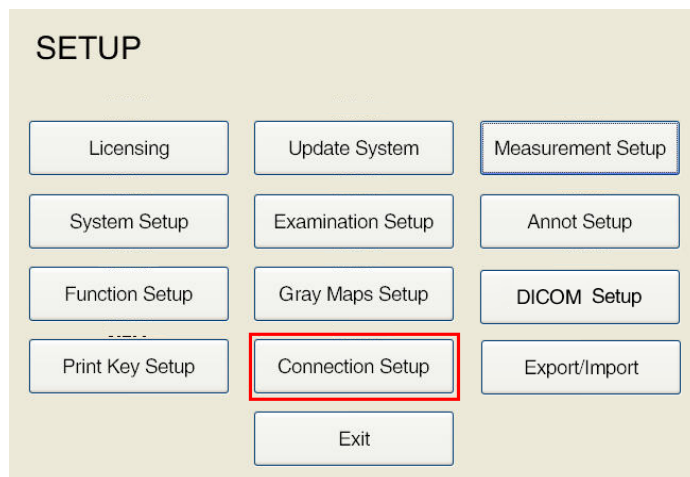 SETUP
Licensing
Update System
Measurement Setup
System Setup
Examination Setup
Annot Setup
Function Setup
Gray Maps Setup
DICOM Setup
Print Key Setup
Connection Setup
Export/Import
Exit